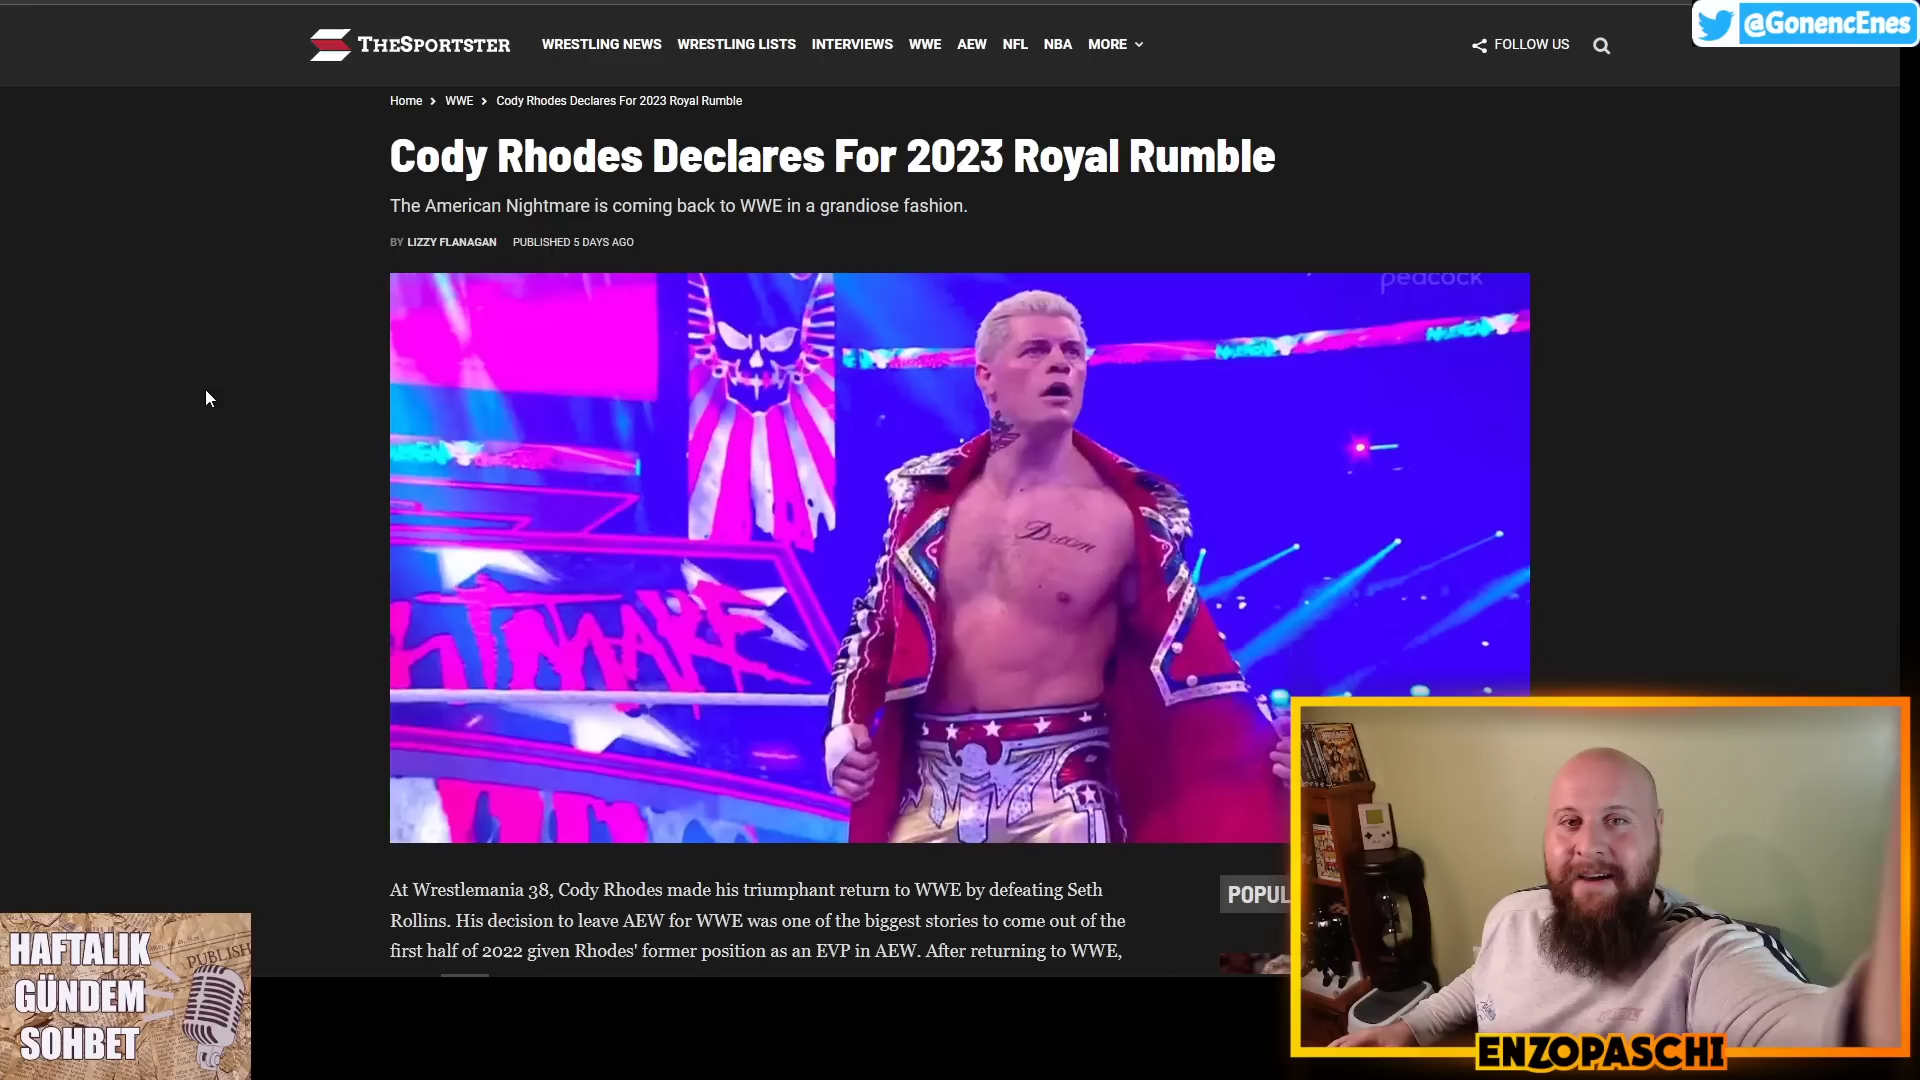 THESPORTSTER
WRESTLING NEWS WRESTLING LISTS INTERVIEWS WWE AEW NFL NBA MORE
FOLLOW US
@GonencEnes
Home > WWE > Cody Rhodes Declares For 2023 Royal Rumble
Cody Rhodes Declares For 2023 Royal Rumble
The American Nightmare is coming back to WWE in a grandiose fashion.
BY LIZZY FLANAGAN PUBLISHED 5 DAYS AGO
peacock
Dream
At Wrestlemania 38, Cody Rhodes made his triumphant return to WWE by defeating Seth
Rollins. His decision to leave AEW for WWE was one of the biggest stories to come out of the
first half of 2022 given Rhodes' former position as an EVP in AEW. After returning to WWE,
POPUL
HAFTALIK
GÜNDEM
SOHBET
PUBLISH
ENZOPASCHI